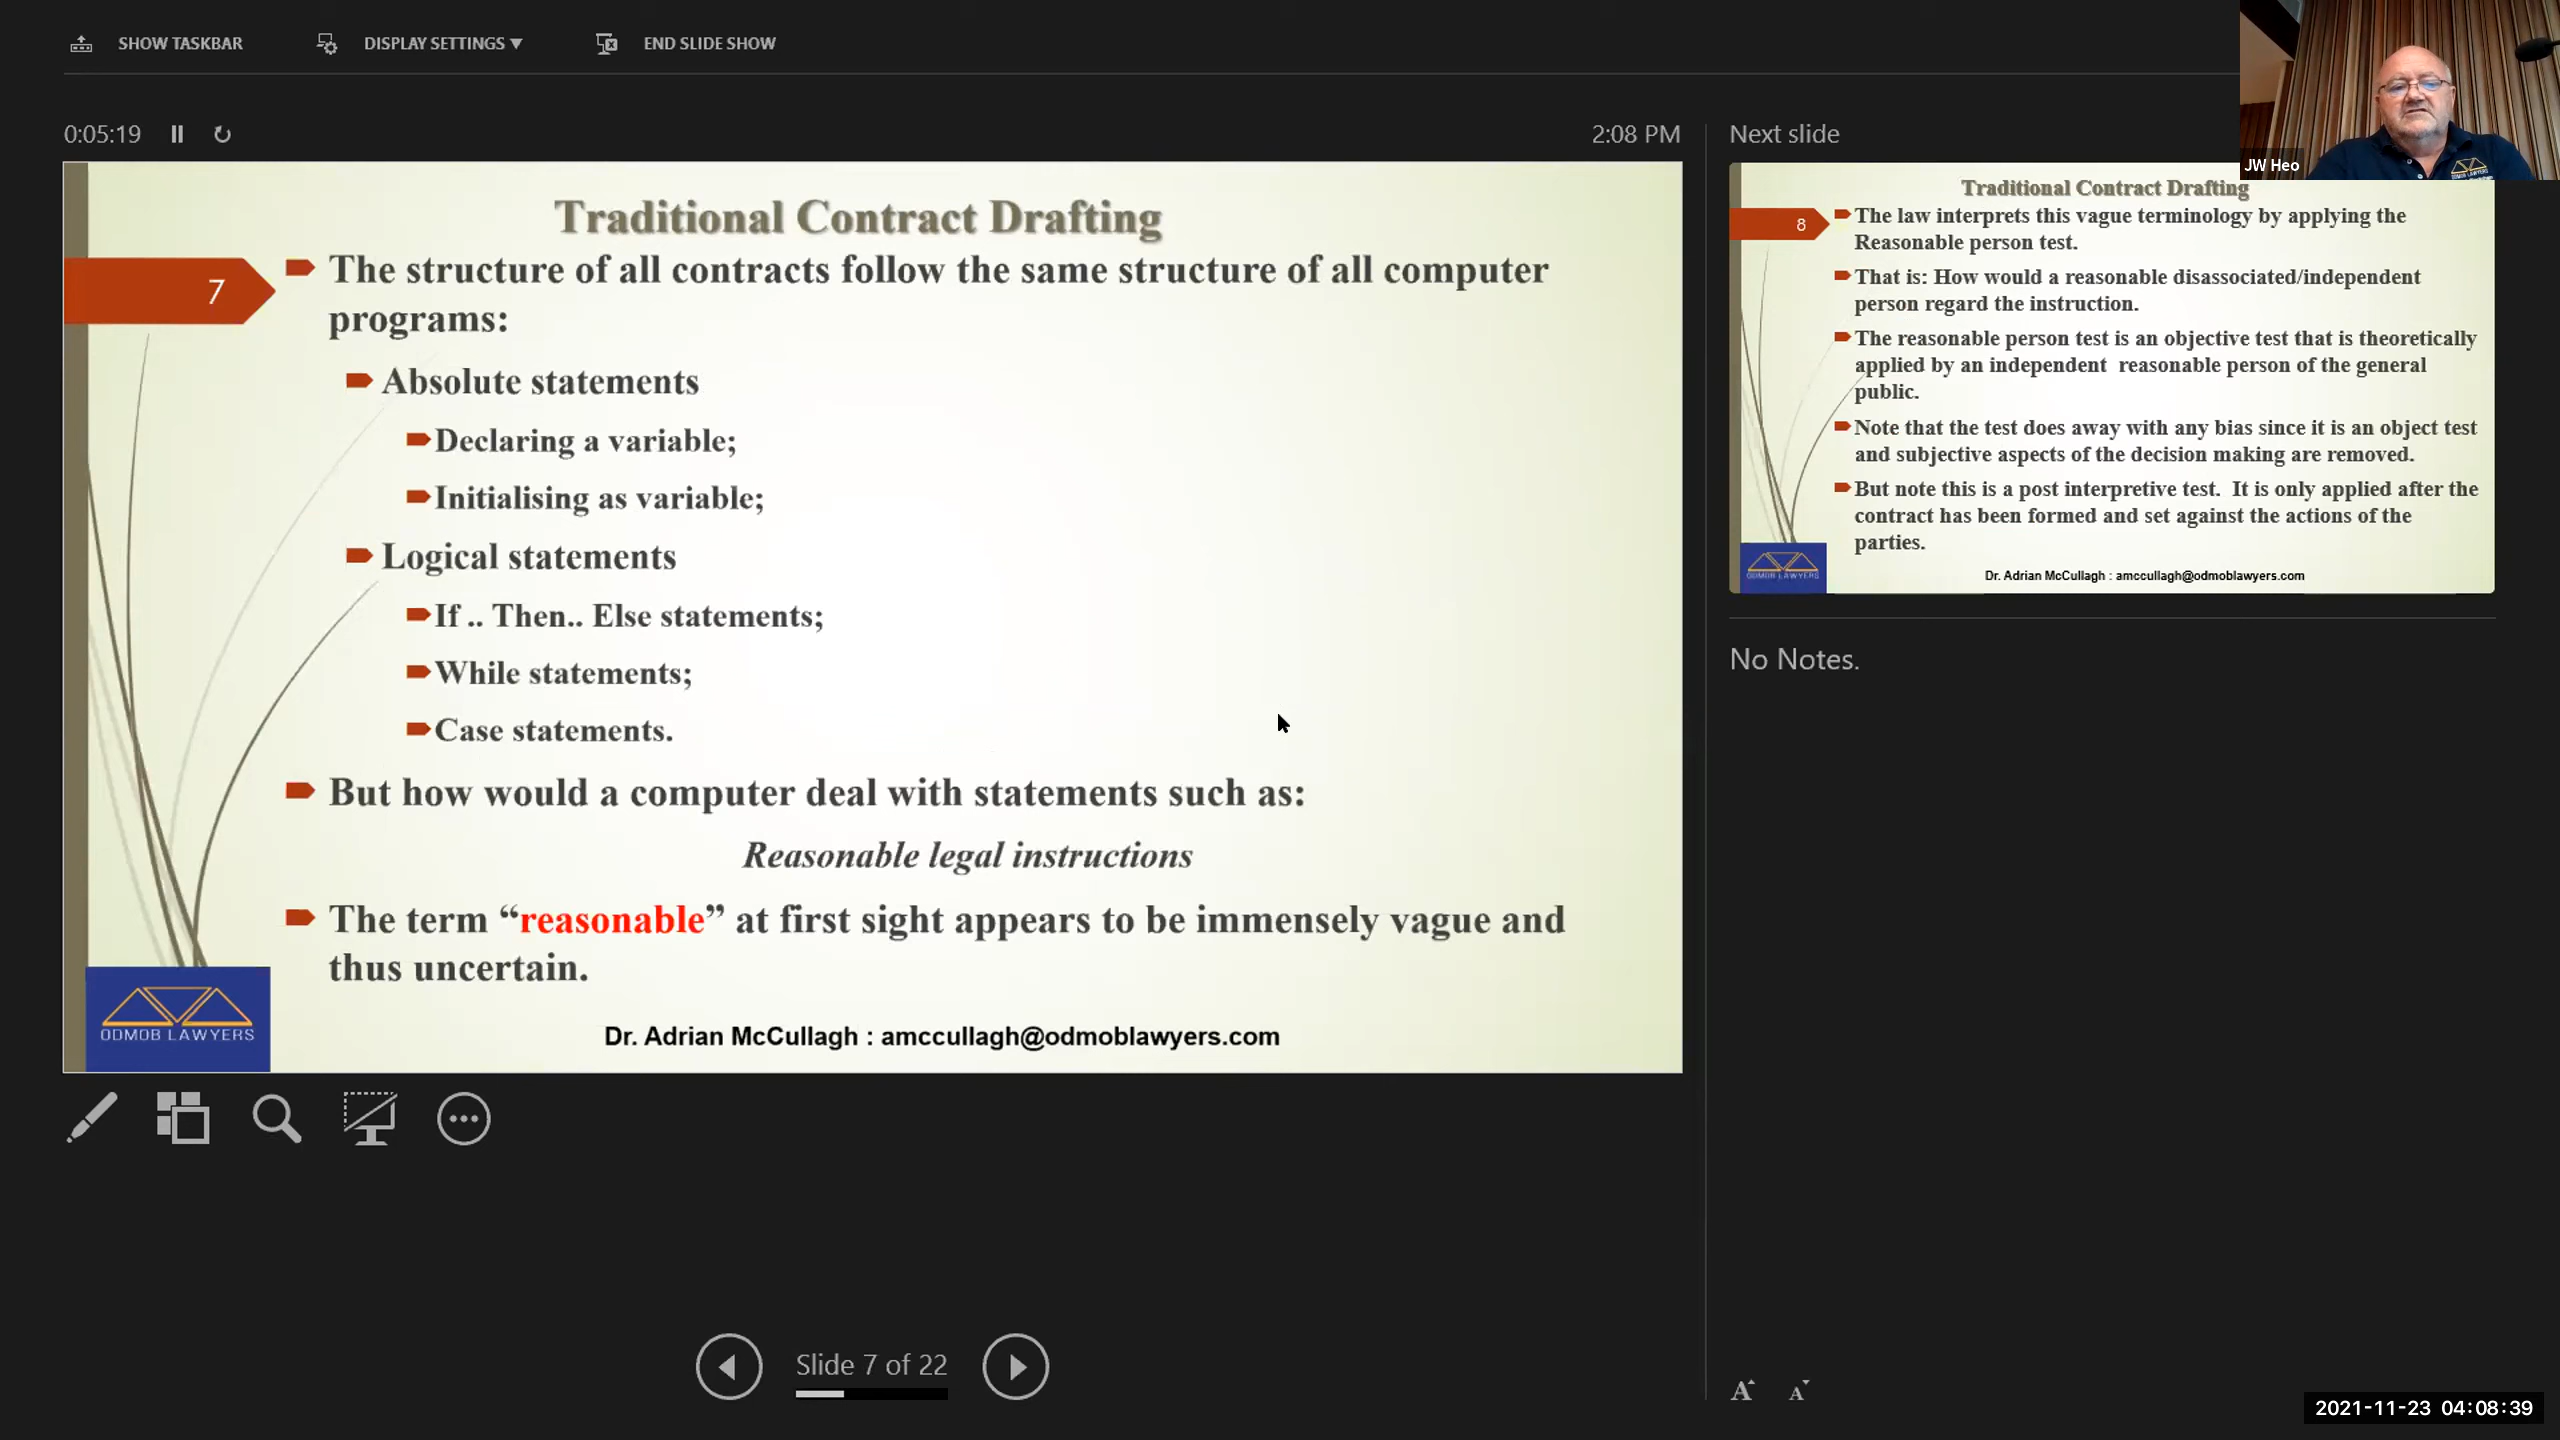 SHOW TASKBAR
DISPLAY SETTINGS
END SLIDE SHOW
0:05:19
2:08 PM
Traditional Contract Drafting
7
The structure of all contracts follow the same structure of all computer
programs:
Absolute statements
Declaring a variable;
Initialising as variable;
Logical statements
If .. Then.. Else statements;
While statements;
Case statements.
But how would a computer deal with statements such as:
Reasonable legal instructions
The term “reasonable” at first sight appears to be immensely vague and
thus uncertain.
ODMOB LAWYERS
Dr. Adrian McCullagh : amccullagh@odmoblawyers.com
Slide 7 of 22
Next slide
JW Heo
ODMOB LAWYERS
Traditional Contract Drafting
8
The law interprets this vague terminology by applying the
Reasonable person test.
That is: How would a reasonable disassociated/independent
person regard the instruction.
The reasonable person test is an objective test that is theoretically
applied by an independent reasonable person of the general
public.
Note that the test does away with any bias since it is an object test
and subjective aspects of the decision making are removed.
But note this is a post interpretive test. It is only applied after the
contract has been formed and set against the actions of the
parties.
ODMOB LAWYERS
Dr. Adrian McCullagh : amccullagh@odmoblawyers.com
No Notes.
A A
2021-11-23 04:08:39